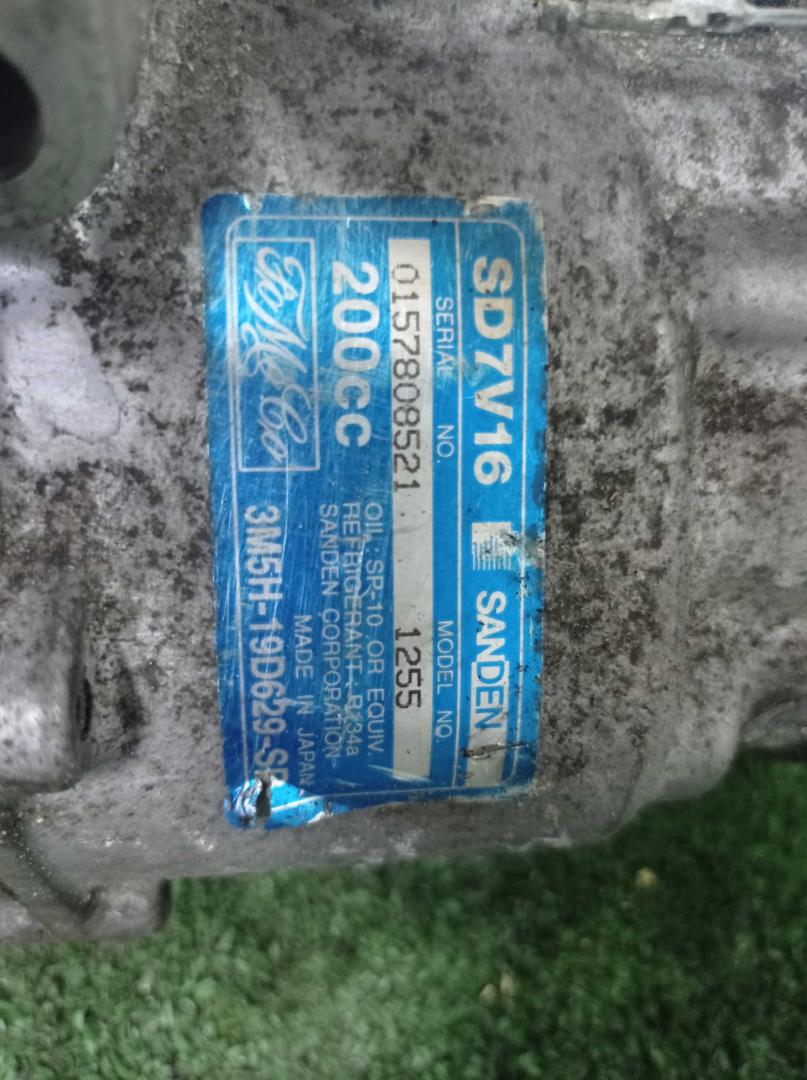 SD7V16 SANDEN
SERIAL NO. MODEL NO.
0157808521 1255
200cc
OIL : SP-10 OR EQUIV.
REFRIGERANT : R134a
SANDEN CORPORATION
MADE IN JAPAN
FoMoCo
3M5H-19D629-S